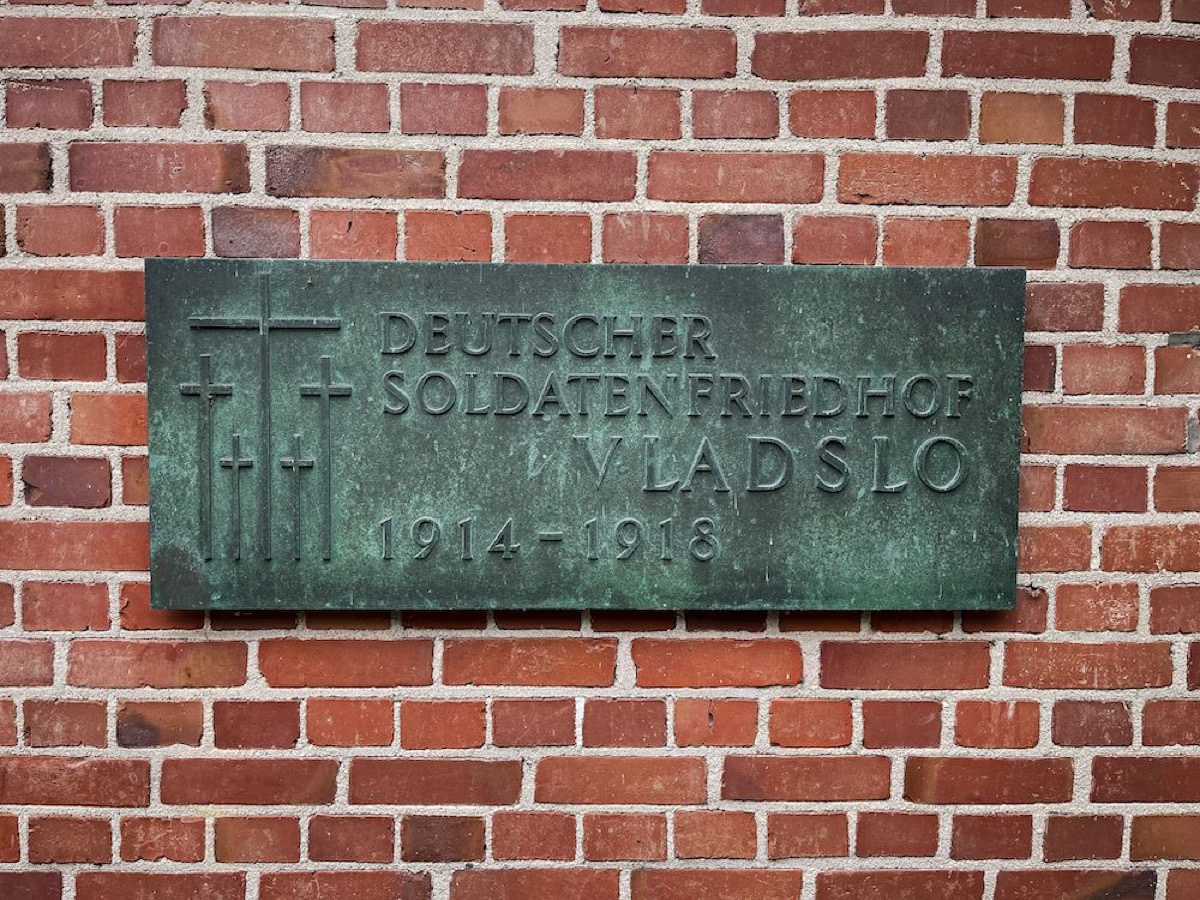 DEUTSCHER
SOLDATENFRIEDHOF
VLADSLO
1914-1918